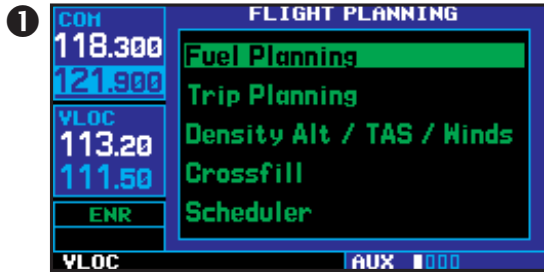 1
COM
FLIGHT PLANNING
118.300
Fuel Planning
121.900
Trip Planning
VLOC
Density Alt / TAS / Winds
113.20
Crossfill
111.50
ENR
Scheduler
VLOC
AUX